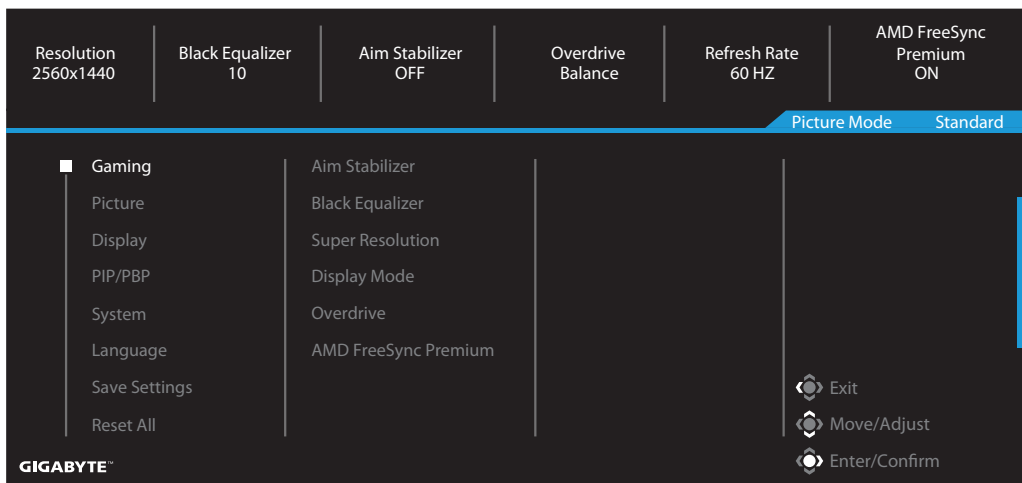 Resolution
2560x1440
Black Equalizer
10
Aim Stabilizer
OFF
Overdrive
Balance
Refresh Rate
60 HZ
AMD FreeSync
Premium
ON
Picture Mode Standard
Gaming
Picture
Display
PIP/PBP
System
Language
Save Settings
Reset All
Aim Stabilizer
Black Equalizer
Super Resolution
Display Mode
Overdrive
AMD FreeSync Premium
Exit
Move/Adjust
Enter/Confirm
GIGABYTE™